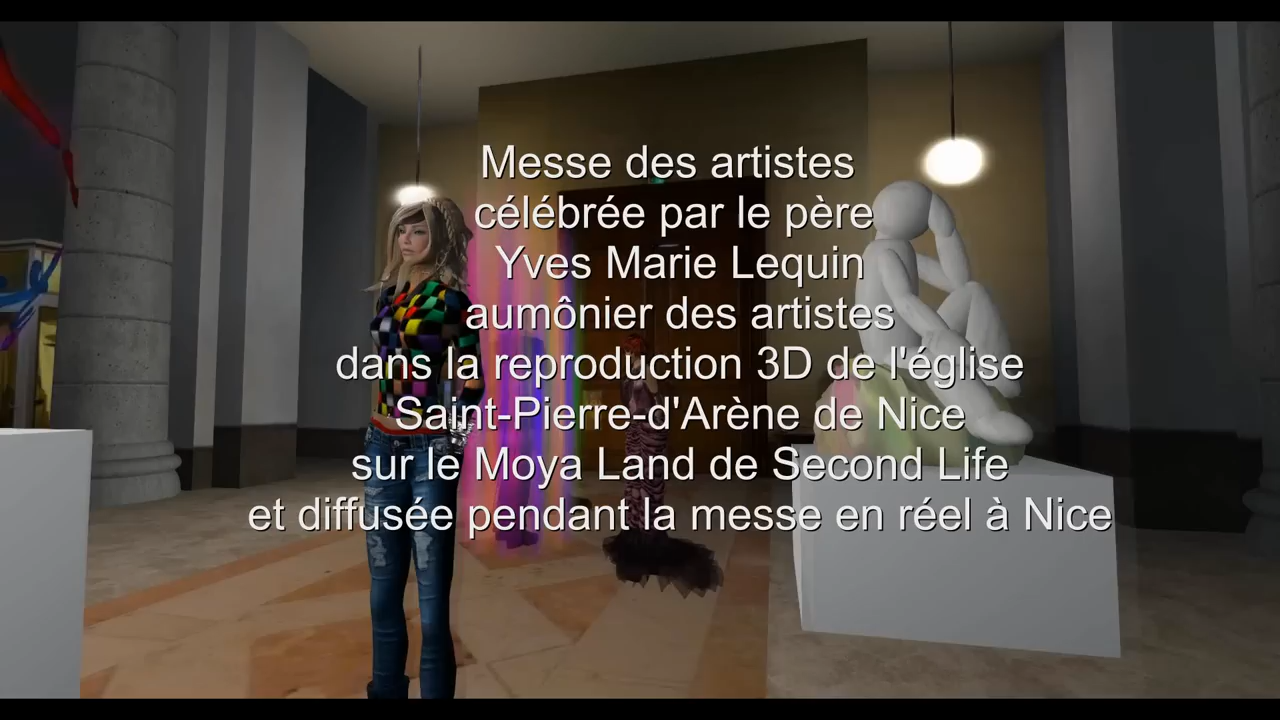 Messe des artistes
célébrée par le père
Yves Marie Lequin
aumônier des artistes
dans la reproduction 3D de l'église
Saint-Pierre-d'Arène de Nice
sur le Moya Land de Second Life
et diffusée pendant la messe en réel à Nice